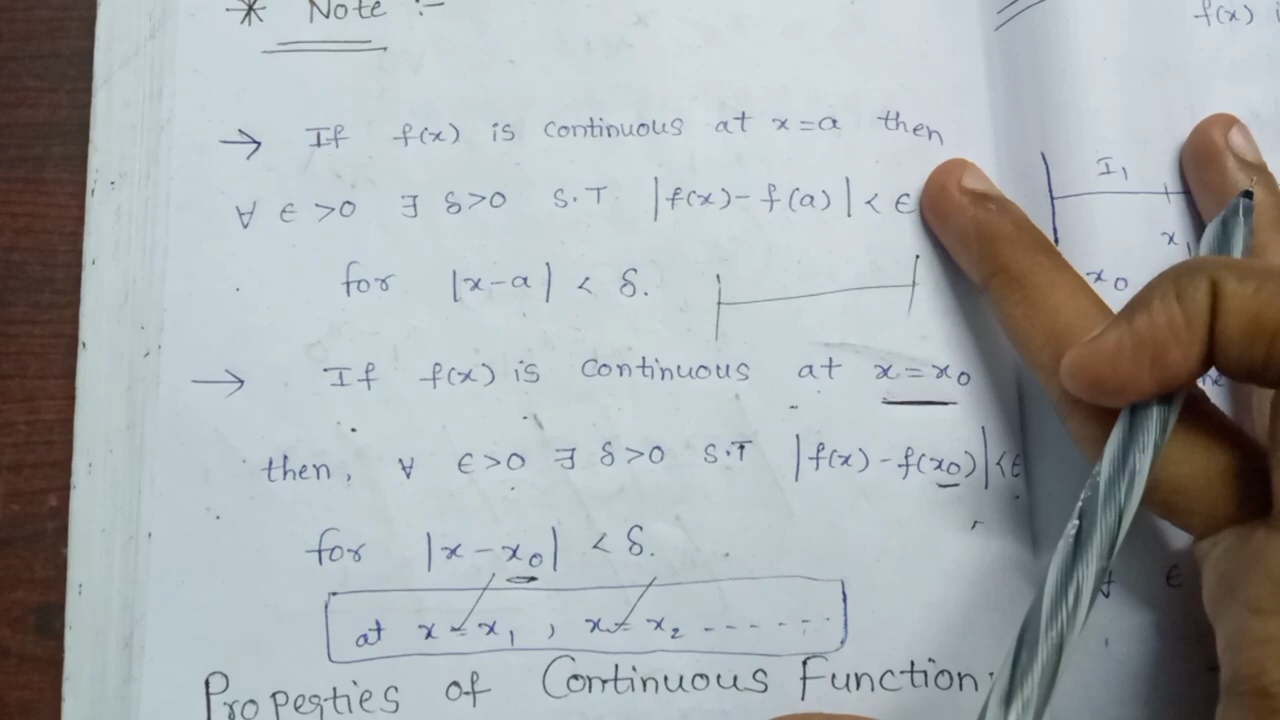 * Note :-
→ If f(x) is continuous at x=a then
∀ ϵ >0 ∃ δ>0 S.T |f(x)- f(a)|< ϵ
for |x-a| < δ.
→ If f(x) is continuous at x=x₀
then, ∀ ϵ>0 ∃ δ>0 S.T |f(x)-f(x₀)|<ϵ
for |x-x₀| < δ.
at x=x₁ , x=x₂ -------
Properties of Continuous Function:
f(x) i
I₁
x₁
x₀
ϵ